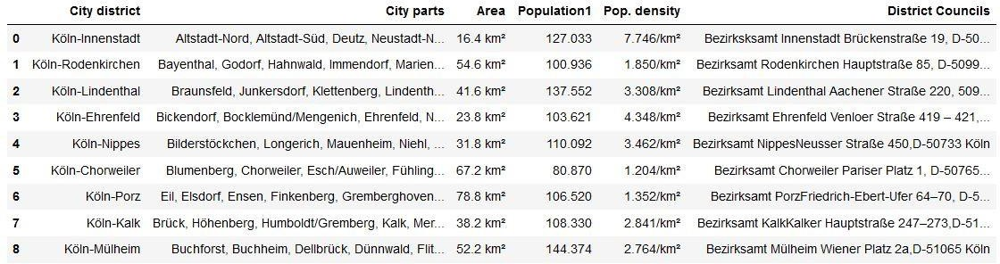 City district City parts Area Population1 Pop. density District Councils
0 Köln-Innenstadt Altstadt-Nord, Altstadt-Süd, Deutz, Neustadt-N... 16.4 km² 127.033 7.746/km² Bezirksksamt Innenstadt Brückenstraße 19, D-50...
1 Köln-Rodenkirchen Bayenthal, Godorf, Hahnwald, Immendorf, Marien... 54.6 km² 100.936 1.850/km² Bezirksamt Rodenkirchen Hauptstraße 85, D-5099...
2 Köln-Lindenthal Braunsfeld, Junkersdorf, Klettenberg, Lindenth... 41.6 km² 137.552 3.308/km² Bezirksamt Lindenthal Aachener Straße 220, 509...
3 Köln-Ehrenfeld Bickendorf, Bocklemünd/Mengenich, Ehrenfeld, N... 23.8 km² 103.621 4.348/km² Bezirksamt Ehrenfeld Venloer Straße 419 – 421,...
4 Köln-Nippes Bilderstöckchen, Longerich, Mauenheim, Niehl, ... 31.8 km² 110.092 3.462/km² Bezirksamt NippesNeusser Straße 450,D-50733 Köln
5 Köln-Chorweiler Blumenberg, Chorweiler, Esch/Auweiler, Fühling... 67.2 km² 80.870 1.204/km² Bezirksamt Chorweiler Pariser Platz 1, D-50765...
6 Köln-Porz Eil, Elsdorf, Ensen, Finkenberg, Gremberghoven... 78.8 km² 106.520 1.352/km² Bezirksamt PorzFriedrich-Ebert-Ufer 64–70, D-5...
7 Köln-Kalk Brück, Höhenberg, Humboldt/Gremberg, Kalk, Mer... 38.2 km² 108.330 2.841/km² Bezirksamt KalkKalker Hauptstraße 247–273,D-51...
8 Köln-Mülheim Buchforst, Buchheim, Dellbrück, Dünnwald, Flit... 52.2 km² 144.374 2.764/km² Bezirksamt Mülheim Wiener Platz 2a,D-51065 Köln